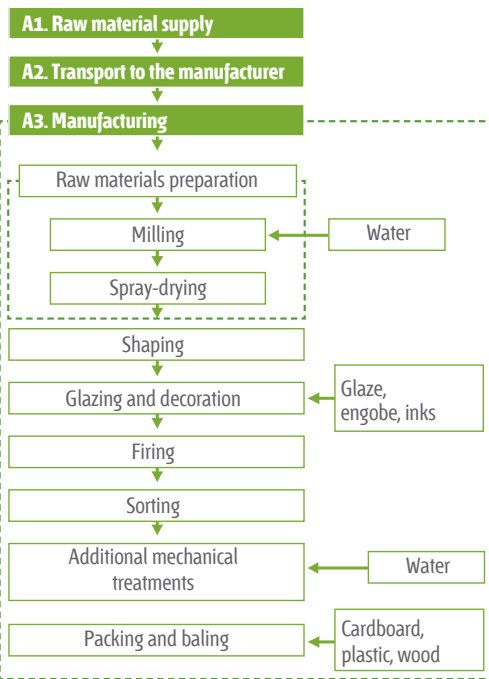 A1. Raw material supply
A2. Transport to the manufacturer
A3. Manufacturing
Raw materials preparation
Milling
Water
Spray-drying
Shaping
Glazing and decoration
Glaze,
engobe, inks
Firing
Sorting
Additional mechanical
treatments
Water
Packing and baling
Cardboard,
plastic, wood